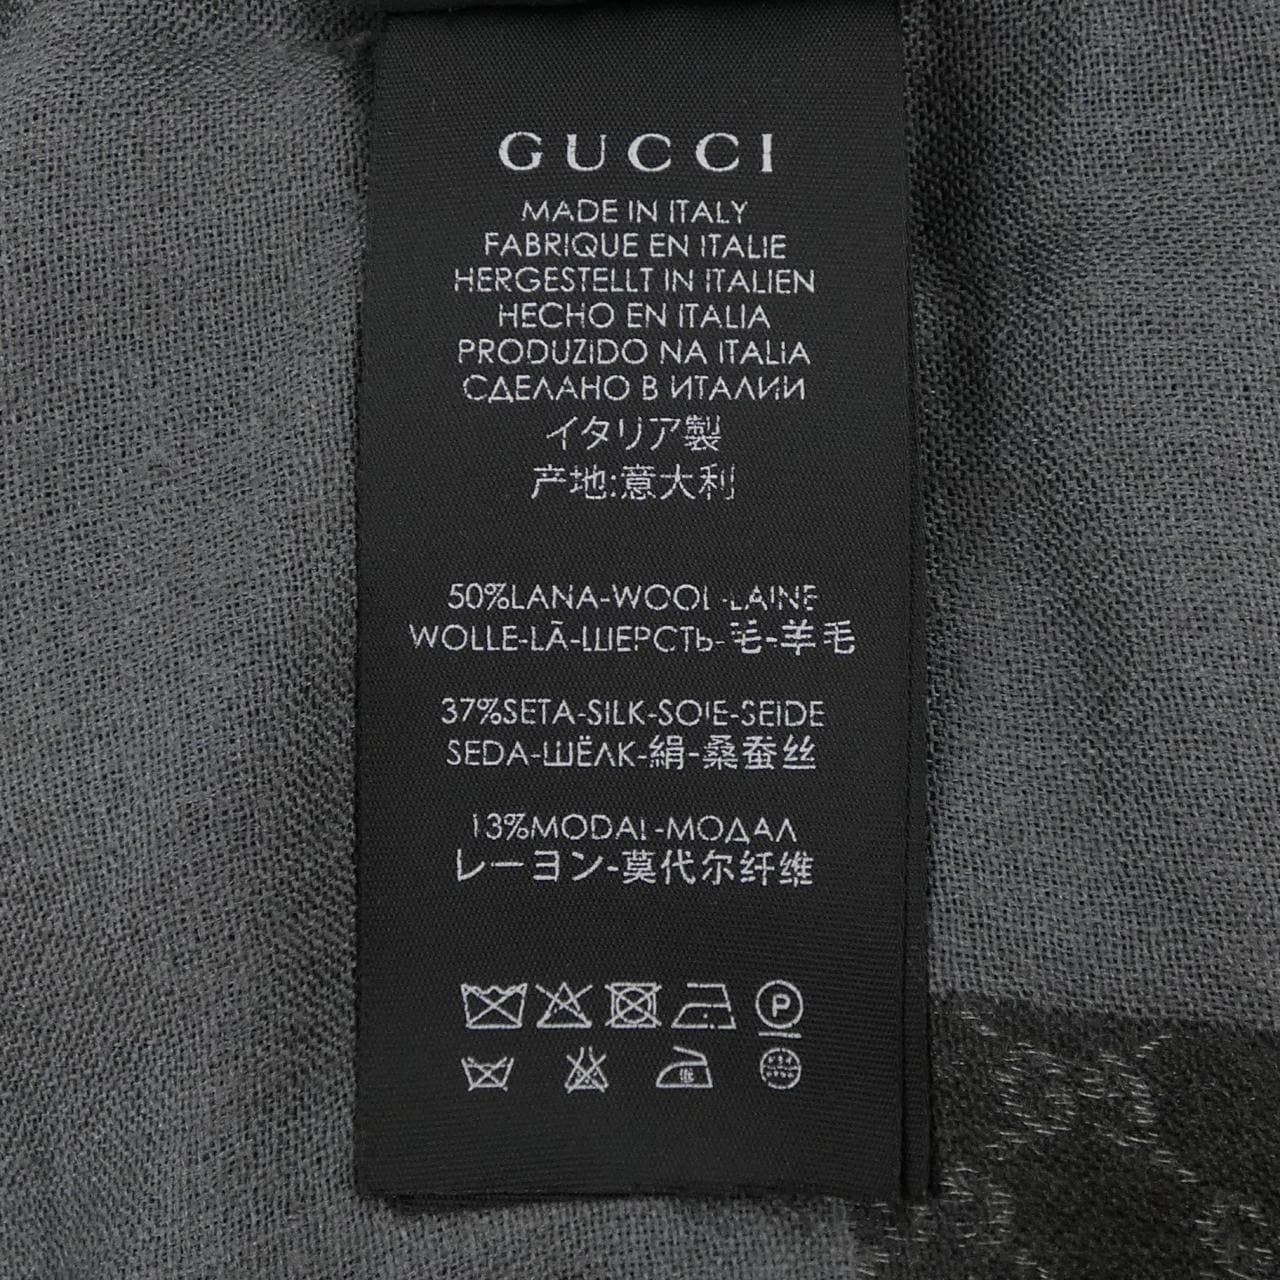 GUCCI
MADE IN ITALY
FABRIQUE EN ITALIE
HERGESTELLT IN ITALIEN
HECHO EN ITALIA
PRODUZIDO NA ITALIA
СДЕЛАНО В ИТАЛИИ
イタリア製
产地:意大利
50%LANA-WOOL-LAINE
WOLLE-LÃ-ШЕРСТЬ-毛-羊毛
37%SETA-SILK-SOIE-SEIDE
SEDA-ШЁЛК-絹-桑蚕丝
13%MODAL-МОДАЛ
レーヨン-莫代尔纤维
P